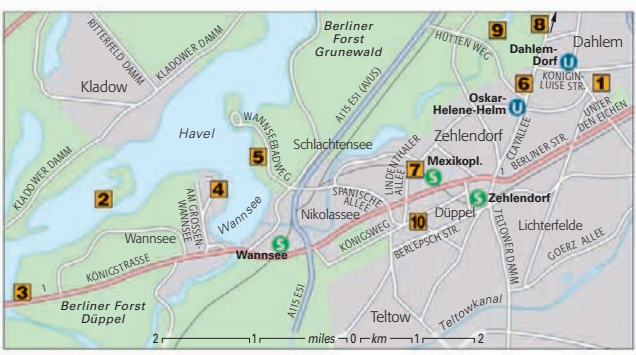 Berliner
Forst
Grunewald
9
8
Dahlem
Dahlem-
Dorf
U
HÜTTEN WEG
RITTERFELD DAMM
KLADOWER DAMM
Kladow
A115 E51 (AVUS)
6
KÖNIGIN-
LUISE STR.
1
Oskar-
Helene-Helm
U
UNTER
DEN EICHEN
Havel
WANNSEEBADWEG
Schlachtensee
Zehlendorf
CLAYALLEE
BERLINER STR.
1
LINDENTHALER
ALLEE
7
Mexikopl.
S
5
KLADOWER DAMM
2
AM GROSSEN-
WANNSEE
4
Wannsee
SPANISCHE
ALLEE
Nikolassee
S
Zehlendorf
10
Düppel
Lichterfelde
Wannsee
S
Wannsee
KÖNIGSWEG
BERLEPSCH STR.
TELTOWER DAMM
GOERZ ALLEE
KÖNIGSTRASSE
1
3
Berliner Forst
Düppel
A115 E51
Teltow
Teltowkanal
2 1 miles 0 km 1 2